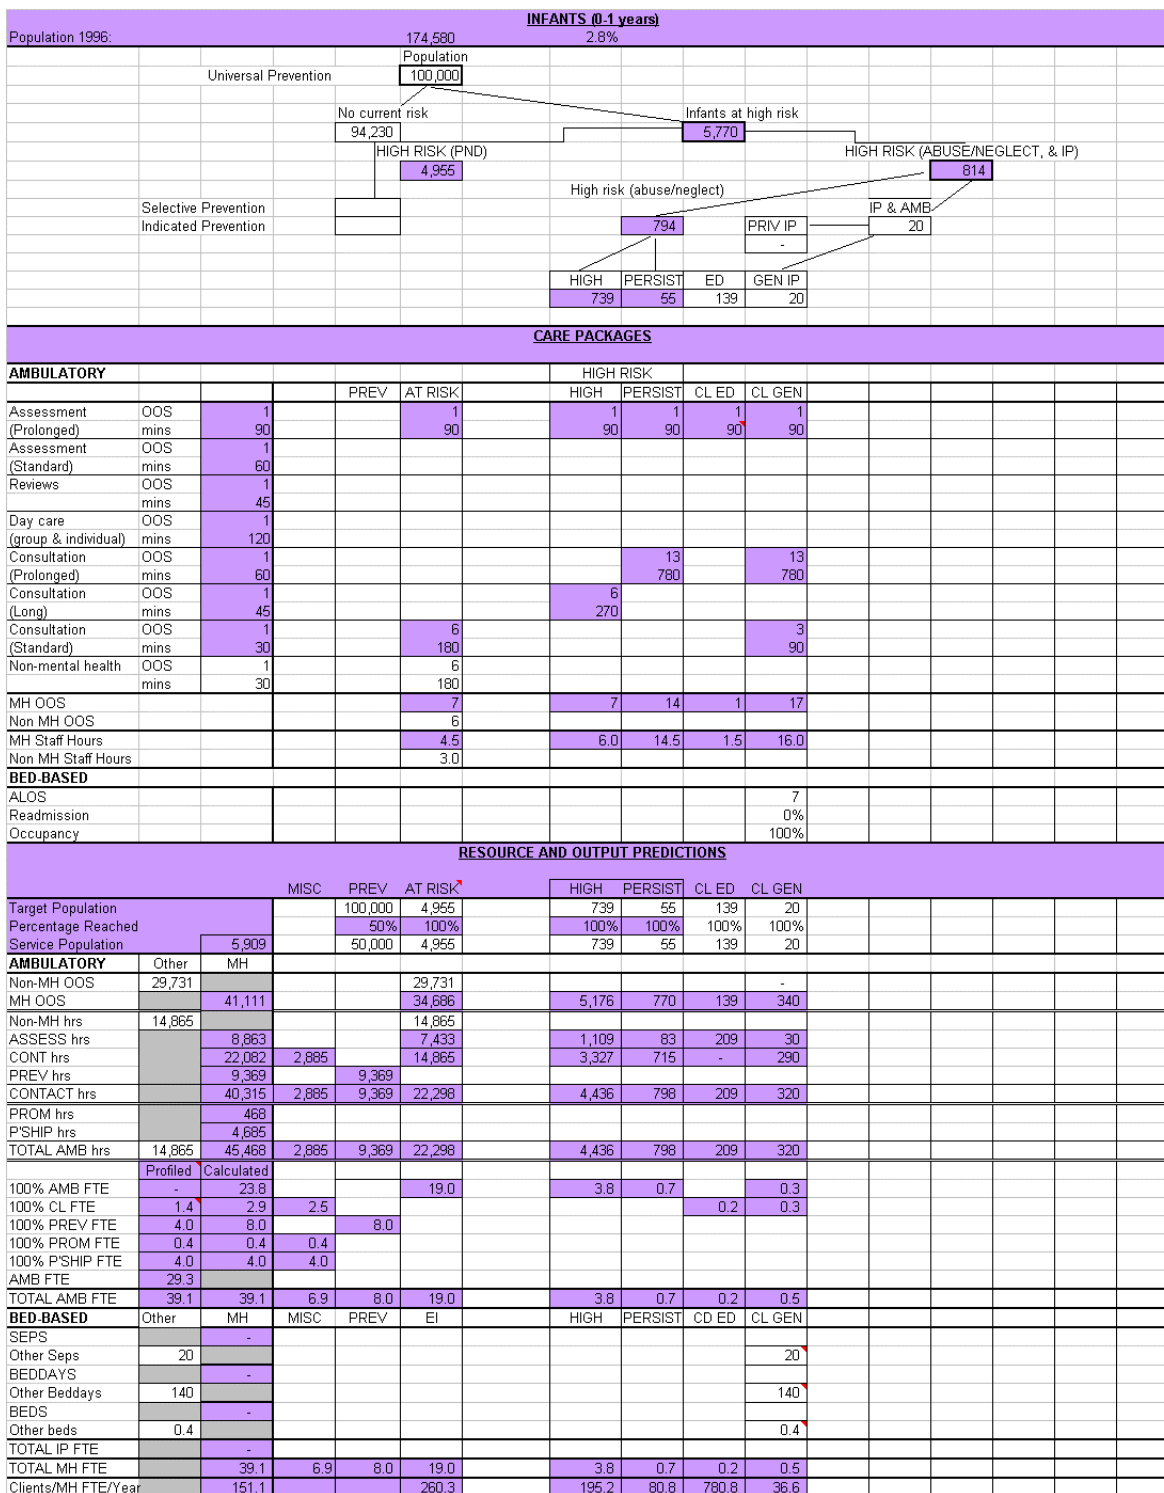 INFANTS (0-1 years)
Population 1996: 174,580 2.8%
Population
Universal Prevention 100,000
No current risk Infants at high risk
94,230 5,770
HIGH RISK (PND) HIGH RISK (ABUSE/NEGLECT, & IP)
4,955 814
High risk (abuse/neglect)
Selective Prevention IP & AMB
Indicated Prevention 794 PRIV IP 20
-
HIGH PERSIST ED GEN IP
739 55 139 20
CARE PACKAGES
AMBULATORY HIGH RISK
PREV AT RISK HIGH PERSIST CL ED CL GEN
Assessment OOS 1 1 1 1 1 1
(Prolonged) mins 90 90 90 90 90 90
Assessment OOS 1
(Standard) mins 60
Reviews OOS 1
mins 45
Day care OOS 1
(group & individual) mins 120
Consultation OOS 1 13 13
(Prolonged) mins 60 780 780
Consultation OOS 1 6
(Long) mins 45 270
Consultation OOS 1 6 3
(Standard) mins 30 180 90
Non-mental health OOS 1 6
mins 30 180
MH OOS 7 7 14 1 17
Non MH OOS 6
MH Staff Hours 4.5 6.0 14.5 1.5 16.0
Non MH Staff Hours 3.0
BED-BASED
ALOS 7
Readmission 0%
Occupancy 100%
RESOURCE AND OUTPUT PREDICTIONS
MISC PREV AT RISK HIGH PERSIST CL ED CL GEN
Target Population 100,000 4,955 739 55 139 20
Percentage Reached 50% 100% 100% 100% 100% 100%
Service Population 5,909 50,000 4,955 739 55 139 20
AMBULATORY Other MH
Non-MH OOS 29,731 29,731 -
MH OOS 41,111 34,686 5,176 770 139 340
Non-MH hrs 14,865 14,865
ASSESS hrs 8,863 7,433 1,109 83 209 30
CONT hrs 22,082 2,885 14,865 3,327 715 - 290
PREV hrs 9,369 9,369
CONTACT hrs 40,315 2,885 9,369 22,298 4,436 798 209 320
PROM hrs 468
P'SHIP hrs 4,685
TOTAL AMB hrs 14,865 45,468 2,885 9,369 22,298 4,436 798 209 320
Profiled Calculated
100% AMB FTE - 23.8 19.0 3.8 0.7 0.3
100% CL FTE 1.4 2.9 2.5 0.2 0.3
100% PREV FTE 4.0 8.0 8.0
100% PROM FTE 0.4 0.4 0.4
100% P'SHIP FTE 4.0 4.0 4.0
AMB FTE 29.3
TOTAL AMB FTE 39.1 39.1 6.9 8.0 19.0 3.8 0.7 0.2 0.5
BED-BASED Other MH MISC PREV EI HIGH PERSIST CD ED CL GEN
SEPS -
Other Seps 20 20
BEDDAYS -
Other Beddays 140 140
BEDS -
Other beds 0.4 0.4
TOTAL IP FTE -
TOTAL MH FTE 39.1 6.9 8.0 19.0 3.8 0.7 0.2 0.5
Clients/MH FTE/Year 151.1 260.3 195.2 80.8 780.8 36.6